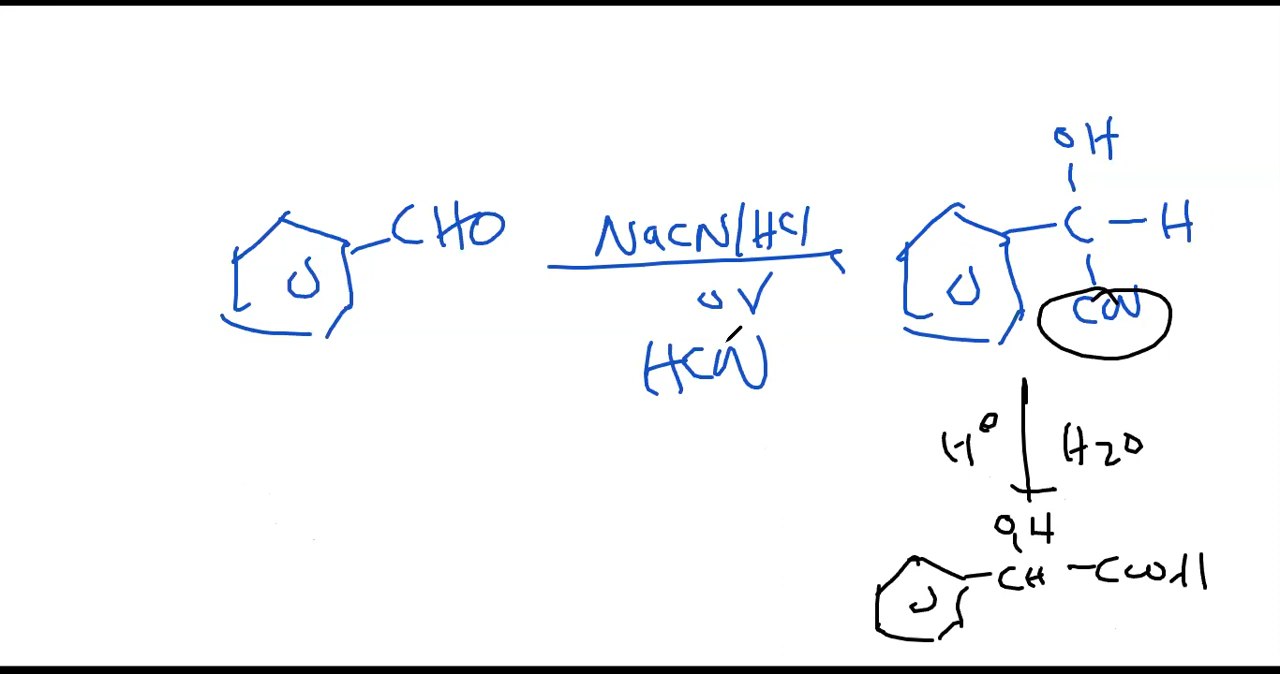 OH
CHO
NaCN/HCl
C-H
or
HCN
CN
H⊕
H2O
OH
CH-COOH